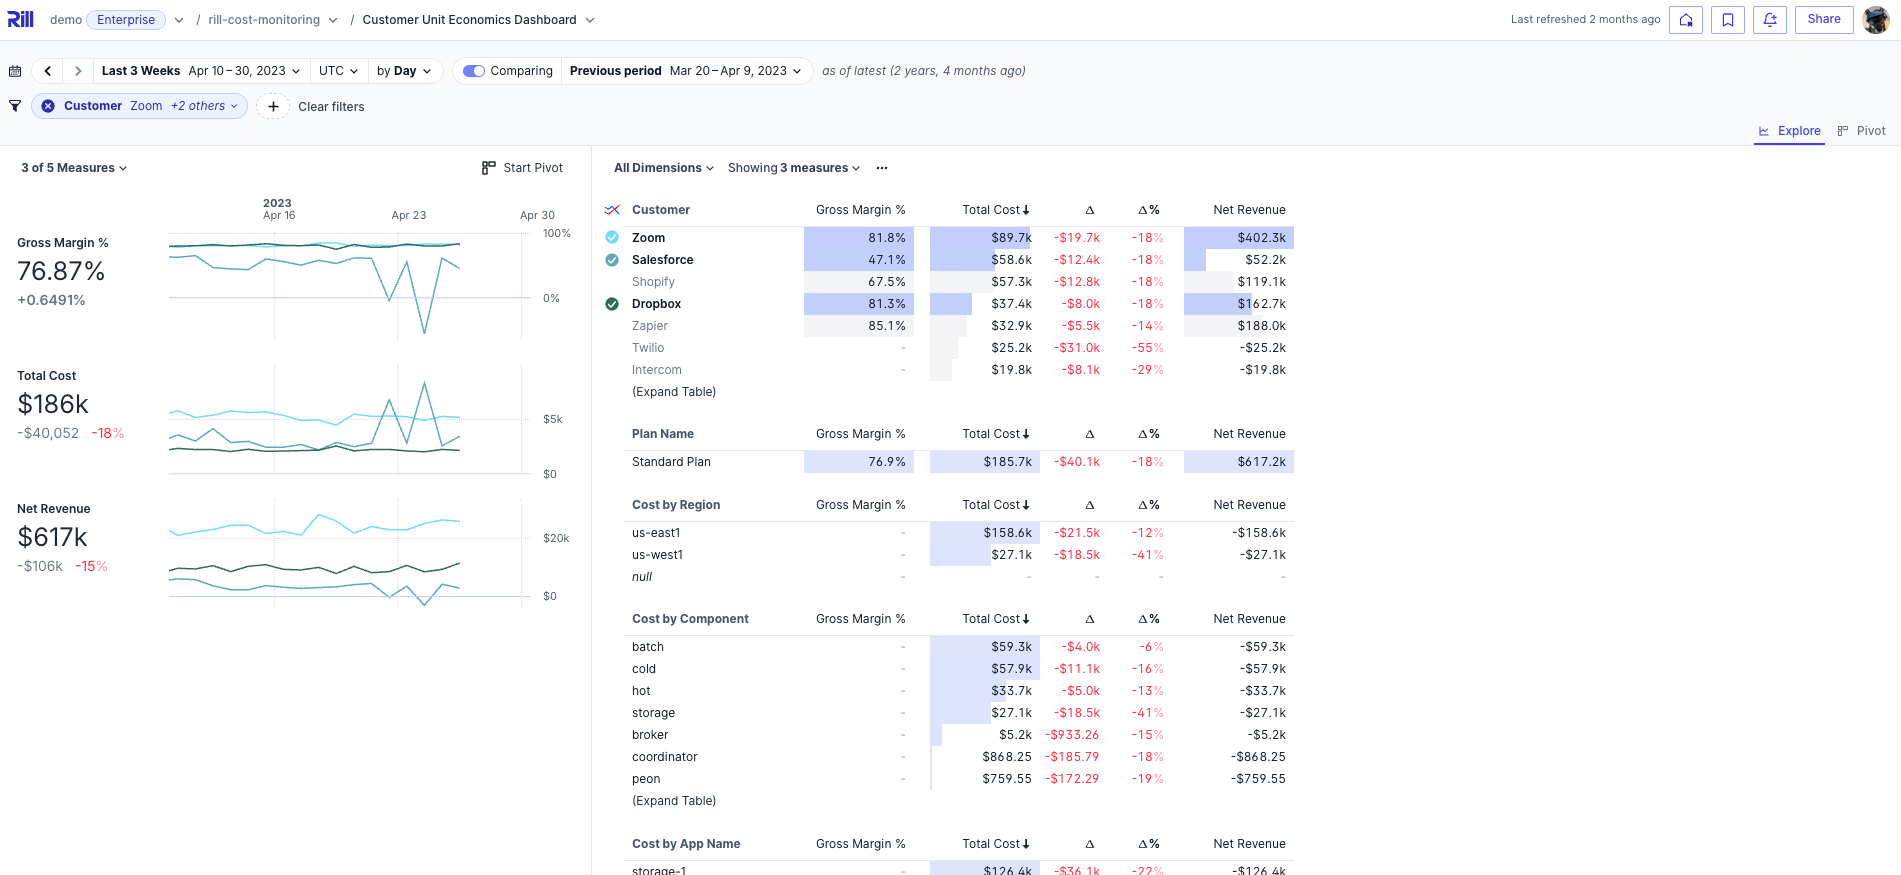 Rill demo Enterprise / rill-cost-monitoring / Customer Unit Economics Dashboard Last refreshed 2 months ago Share
Last 3 Weeks Apr 10 – 30, 2023 UTC by Day Comparing Previous period Mar 20 – Apr 9, 2023 as of latest (2 years, 4 months ago)
Customer Zoom +2 others + Clear filters
Explore Pivot
3 of 5 Measures Start Pivot
2023
Apr 16 Apr 23 Apr 30
Gross Margin %
76.87%
+0.6491%
100%
0%
Total Cost
$186k
-$40,052 -18%
$5k
$0
Net Revenue
$617k
-$106k -15%
$20k
$0
All Dimensions Showing 3 measures ...
Customer Gross Margin % Total Cost Δ Δ% Net Revenue
Zoom 81.8% $89.7k -$19.7k -18% $402.3k
Salesforce 47.1% $58.6k -$12.4k -18% $52.2k
Shopify 67.5% $57.3k -$12.8k -18% $119.1k
Dropbox 81.3% $37.4k -$8.0k -18% $162.7k
Zapier 85.1% $32.9k -$5.5k -14% $188.0k
Twilio - $25.2k -$31.0k -55% -$25.2k
Intercom - $19.8k -$8.1k -29% -$19.8k
(Expand Table)
Plan Name Gross Margin % Total Cost Δ Δ% Net Revenue
Standard Plan 76.9% $185.7k -$40.1k -18% $617.2k
Cost by Region Gross Margin % Total Cost Δ Δ% Net Revenue
us-east1 - $158.6k -$21.5k -12% -$158.6k
us-west1 - $27.1k -$18.5k -41% -$27.1k
null - - - - -
Cost by Component Gross Margin % Total Cost Δ Δ% Net Revenue
batch - $59.3k -$4.0k -6% -$59.3k
cold - $57.9k -$11.1k -16% -$57.9k
hot - $33.7k -$5.0k -13% -$33.7k
storage - $27.1k -$18.5k -41% -$27.1k
broker - $5.2k -$933.26 -15% -$5.2k
coordinator - $868.25 -$185.79 -18% -$868.25
peon - $759.55 -$172.29 -19% -$759.55
(Expand Table)
Cost by App Name Gross Margin % Total Cost Δ Δ% Net Revenue
storage-1 - $126.4k -$36.1k -22% -$126.4k